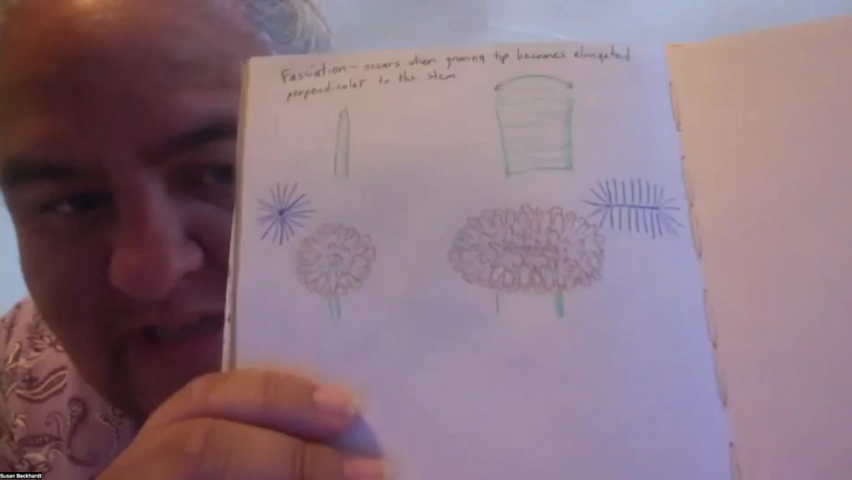 Fasciation - occurs when growing tip becomes elongated
perpendicular to the stem
Susan Beckhardt